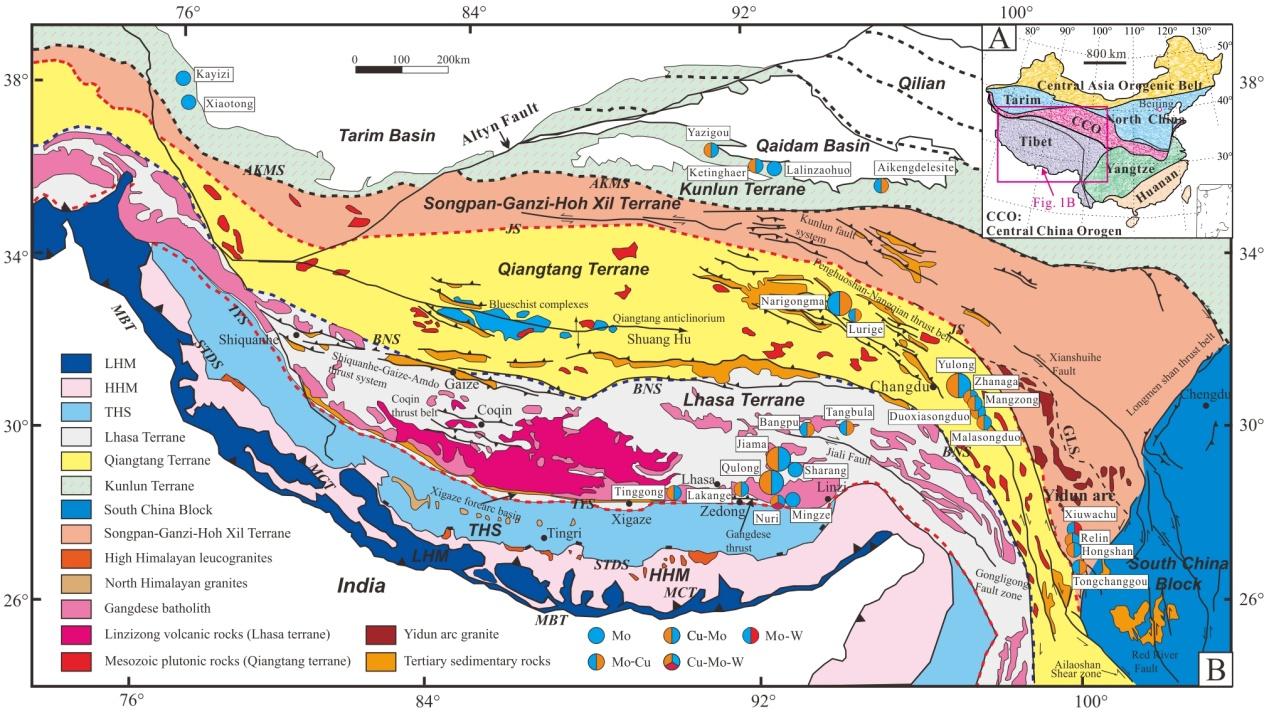 76°
84°
92°
100°
38°
34°
30°
26°
38°
34°
30°
26°
76°
84°
92°
100°
Kayizi
Xiaotong
0 100 200km
Tarim Basin
Altyn Fault
Qilian
Yazigou
Qaidam Basin
Ketinghaer
Lalinzaohuo
Aikengdelesite
Kunlun Terrane
AKMS
AKMS
Songpan-Ganzi-Hoh Xil Terrane
JS
Kunlun fault
system
Qiangtang Terrane
Fenghuoshan-Nangqian thrust belt
Narigongma
Lurige
JS
Blueschist complexes
Qiangtang anticlinorium
Shuang Hu
Xianshuihe
Fault
Longmen shan thrust belt
Chengdu
MBT
STDS
IYS
Shiquanhe
BNS
Shiquanhe-Gaize-Amdo
thrust system
Gaize
BNS
Lhasa Terrane
Changdu
Yulong
Zhanaga
Mangzong
Duoxiasongduo
Malasongduo
BNS
GLS
Coqin
thrust belt
Coqin
Bangpu
Tangbula
Jiama
Jiali Fault
Qulong
Sharang
Lhasa
Linzi
Tinggong
Lakange
Zedong
Nuri
Mingze
Gangdese
thrust
MCT
Xigaze forearc basin
IYS
Xigaze
THS
Tingri
LHM
STDS
HHM
MCT
MBT
India
Yidun arc
Xiuwachu
Relin
Hongshan
Tongchanggou
South China
Block
Gongligong
Fault zone
Red River
Fault
Ailaoshan
Shear zone
B
LHM
HHM
THS
Lhasa Terrane
Qiangtang Terrane
Kunlun Terrane
South China Block
Songpan-Ganzi-Hoh Xil Terrane
High Himalayan leucogranites
North Himalayan granites
Gangdese batholith
Linzizong volcanic rocks (Lhasa terrane)
Mesozoic plutonic rocks (Qiangtang terrane)
Yidun arc granite
Tertiary sedimentary rocks
Mo
Cu-Mo
Mo-W
Mo-Cu
Cu-Mo-W
A
80° 90° 100° 110° 120° 130°
50°
40°
30°
800 km
Central Asia Orogenic Belt
Tarim
Beijing
North China
CCO
Tibet
Yangtze
Huanan
Fig. 1B
CCO:
Central China Orogen